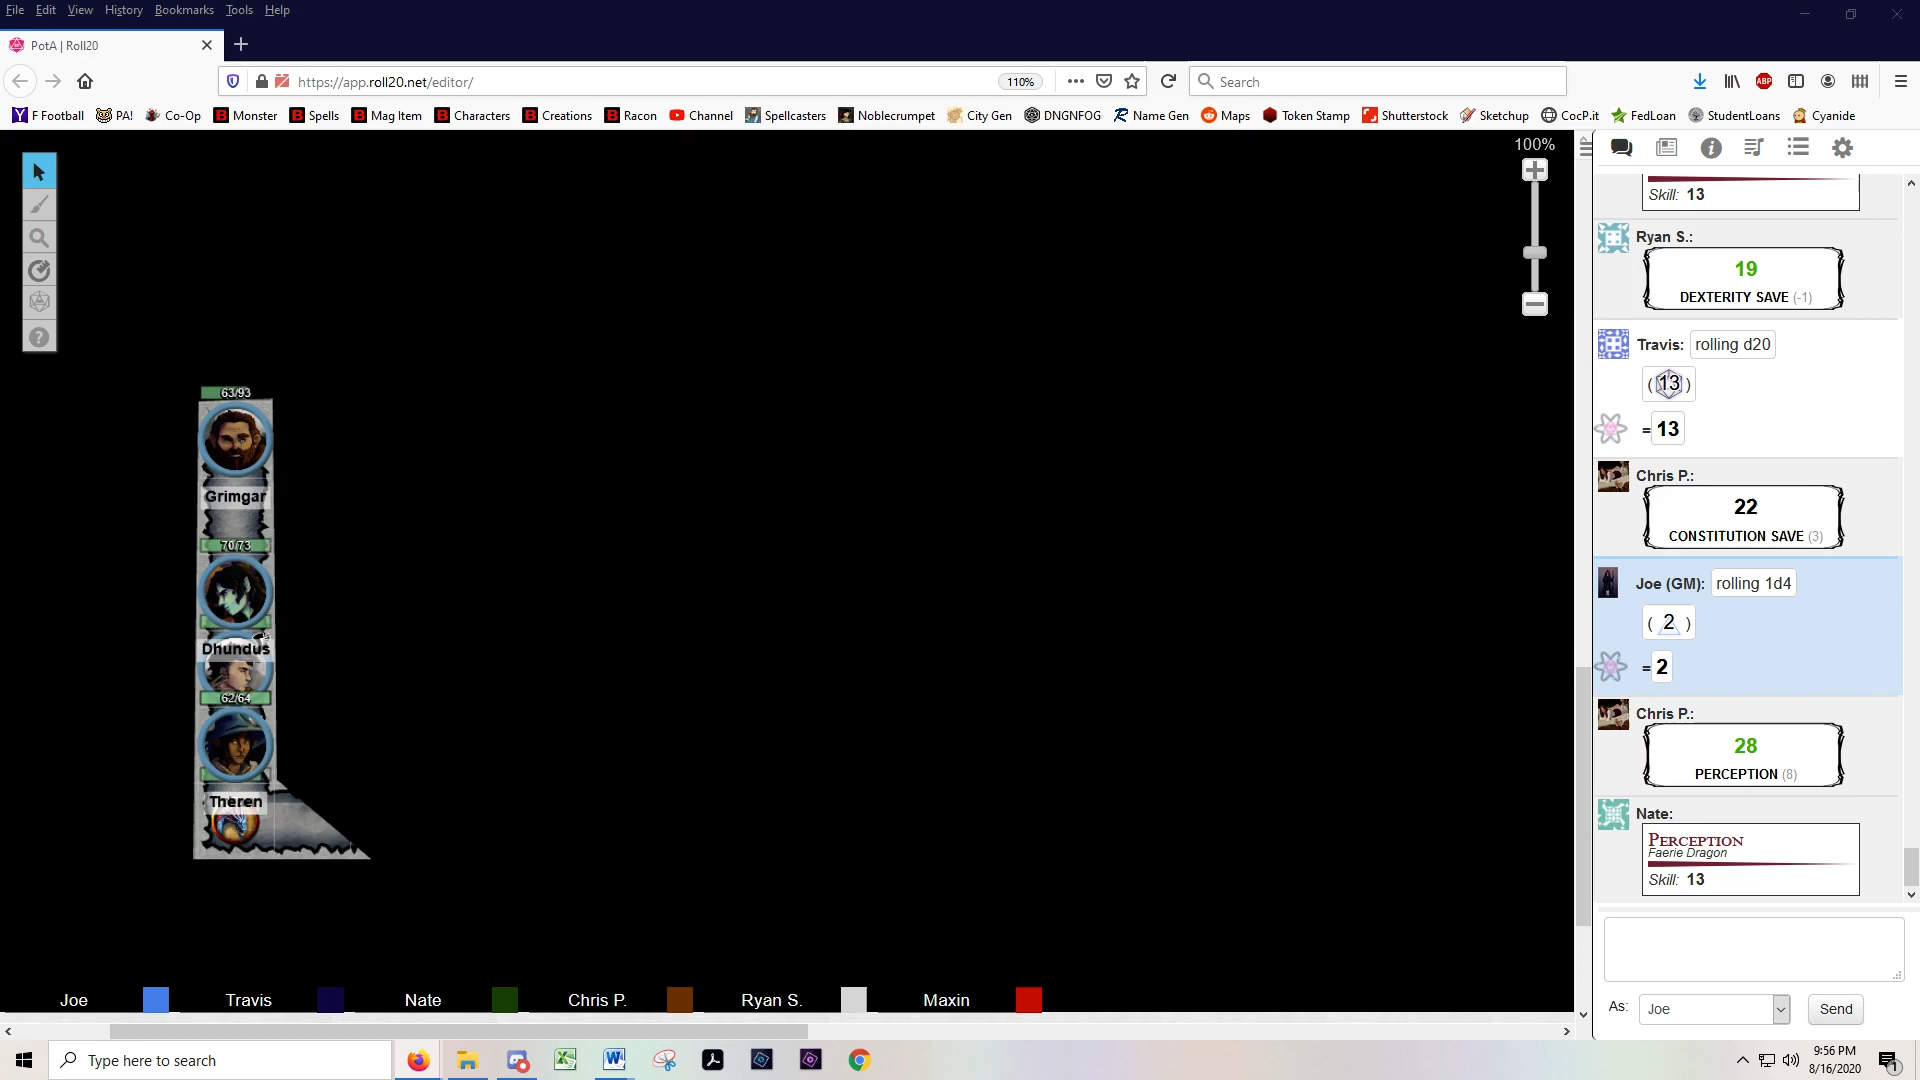 File Edit View History Bookmarks Tools Help
PotA | Roll20
https://app.roll20.net/editor/
110%
Search
F Football PA! Co-Op Monster Spells Mag Item Characters Creations Racon Channel Spellcasters Noblecrumpet City Gen DNGNFOG Name Gen Maps Token Stamp Shutterstock Sketchup CocP.it FedLoan StudentLoans Cyanide
100%
63/93
Grimgar
70/73
Dhundus
62/64
Theren
Skill: 13
Ryan S.:
19
DEXTERITY SAVE (-1)
Travis: rolling d20
(13)
=13
Chris P.:
22
CONSTITUTION SAVE (3)
Joe (GM): rolling 1d4
(2)
=2
Chris P.:
28
PERCEPTION (8)
Nate:
PERCEPTION
Faerie Dragon
Skill: 13
As: Joe Send
Joe Travis Nate Chris P. Ryan S. Maxin
Type here to search
9:56 PM
8/16/2020
1